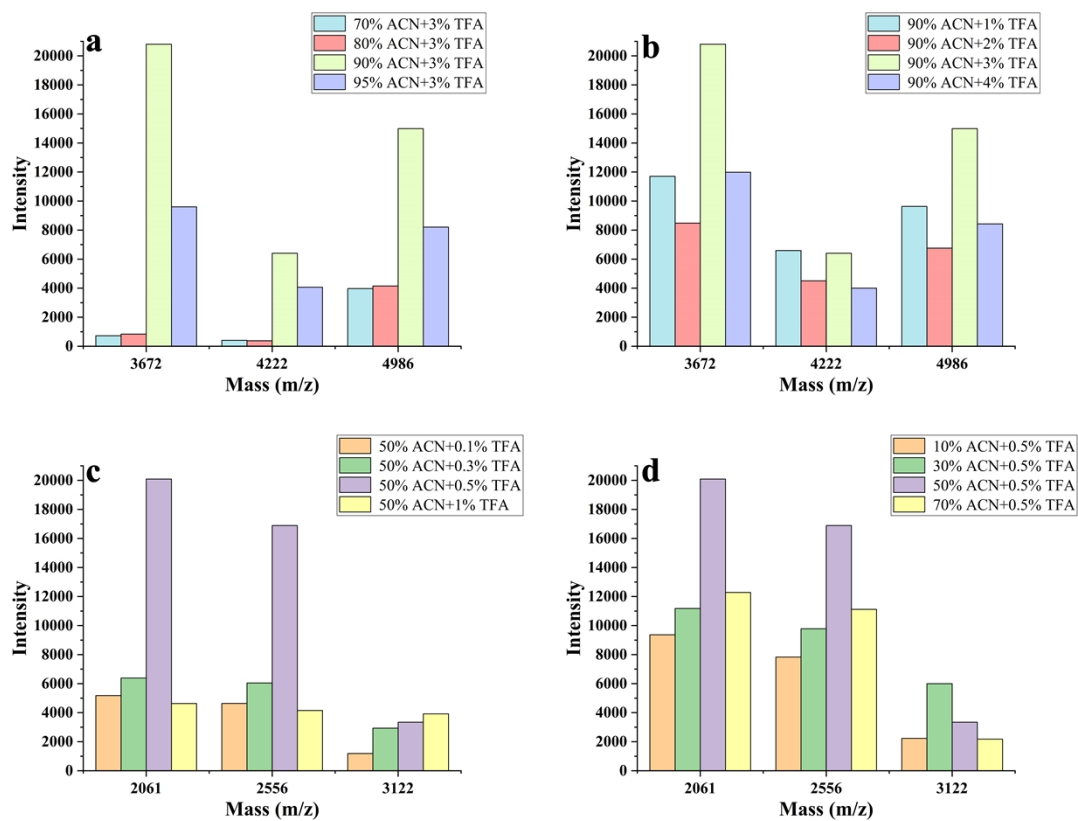 a
70% ACN+3% TFA
80% ACN+3% TFA
90% ACN+3% TFA
95% ACN+3% TFA
20000
18000
16000
14000
12000
10000
8000
6000
4000
2000
0
Intensity
3672 4222 4986
Mass (m/z)
b
90% ACN+1% TFA
90% ACN+2% TFA
90% ACN+3% TFA
90% ACN+4% TFA
20000
18000
16000
14000
12000
10000
8000
6000
4000
2000
0
Intensity
3672 4222 4986
Mass (m/z)
c
50% ACN+0.1% TFA
50% ACN+0.3% TFA
50% ACN+0.5% TFA
50% ACN+1% TFA
20000
18000
16000
14000
12000
10000
8000
6000
4000
2000
0
Intensity
2061 2556 3122
Mass (m/z)
d
10% ACN+0.5% TFA
30% ACN+0.5% TFA
50% ACN+0.5% TFA
70% ACN+0.5% TFA
20000
18000
16000
14000
12000
10000
8000
6000
4000
2000
0
Intensity
2061 2556 3122
Mass (m/z)